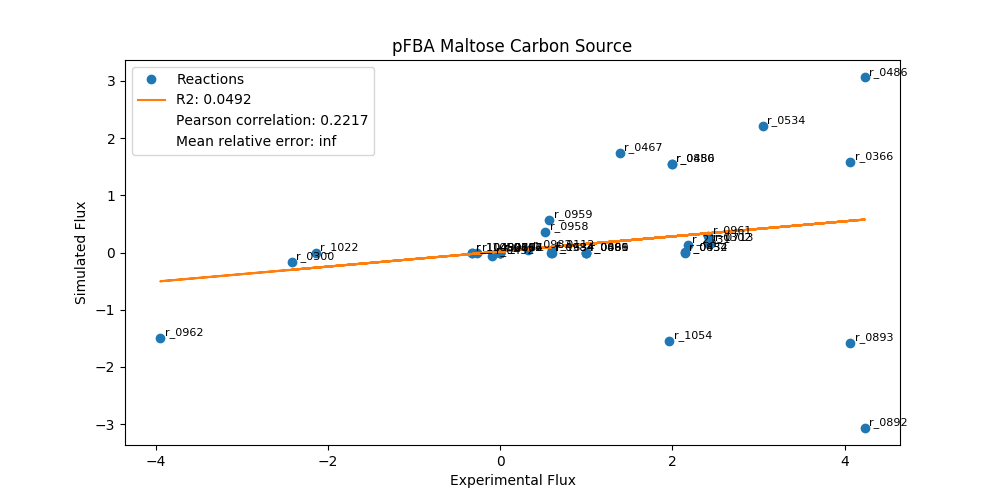 pFBA Maltose Carbon Source
Reactions
R2: 0.0492
Pearson correlation: 0.2217
Mean relative error: inf
r_0486
r_0534
r_0467
r_0366
r_0959
r_0958
r_0961
r_1022
r_0300
r_0962
r_1054
r_0893
r_0892
3
2
1
0
−1
−2
−3
Simulated Flux
−4
−2
0
2
4
Experimental Flux